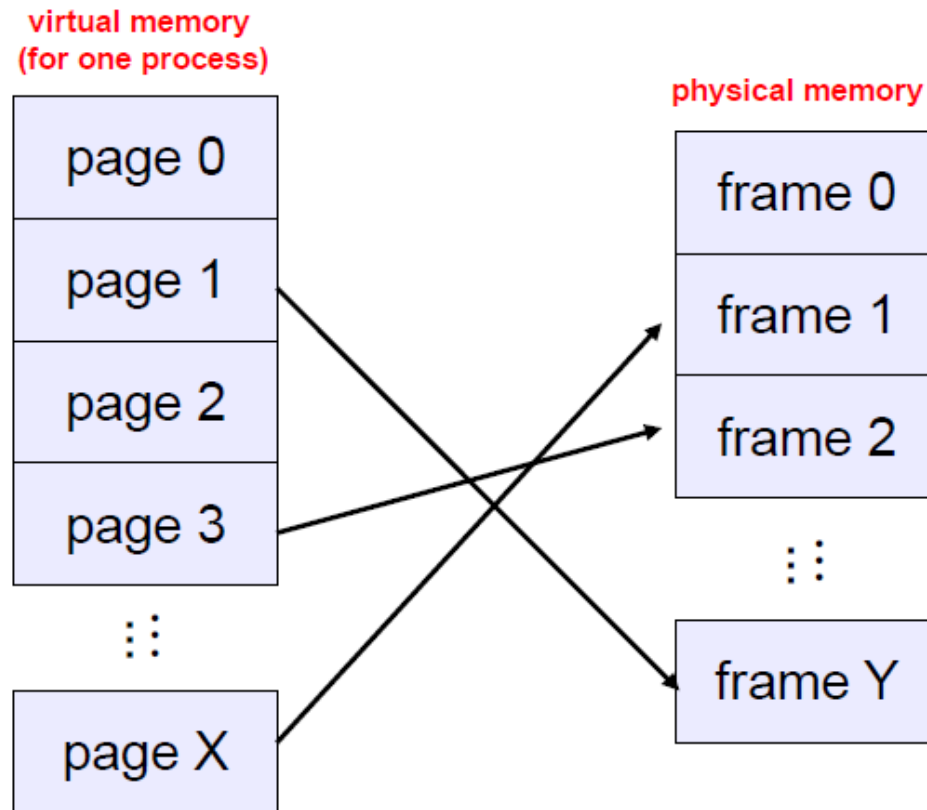 virtual memory
(for one process)
page 0
page 1
page 2
page 3
page X
physical memory
frame 0
frame 1
frame 2
frame Y